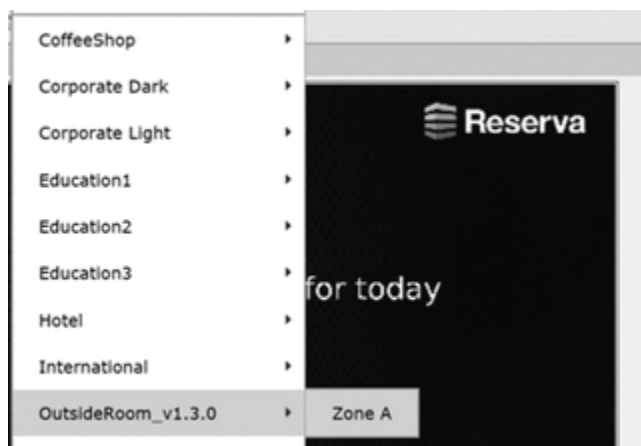 CoffeeShop
Corporate Dark
Corporate Light
Reserva
Education1
Education2
Education3
for today
Hotel
International
OutsideRoom_v1.3.0
Zone A